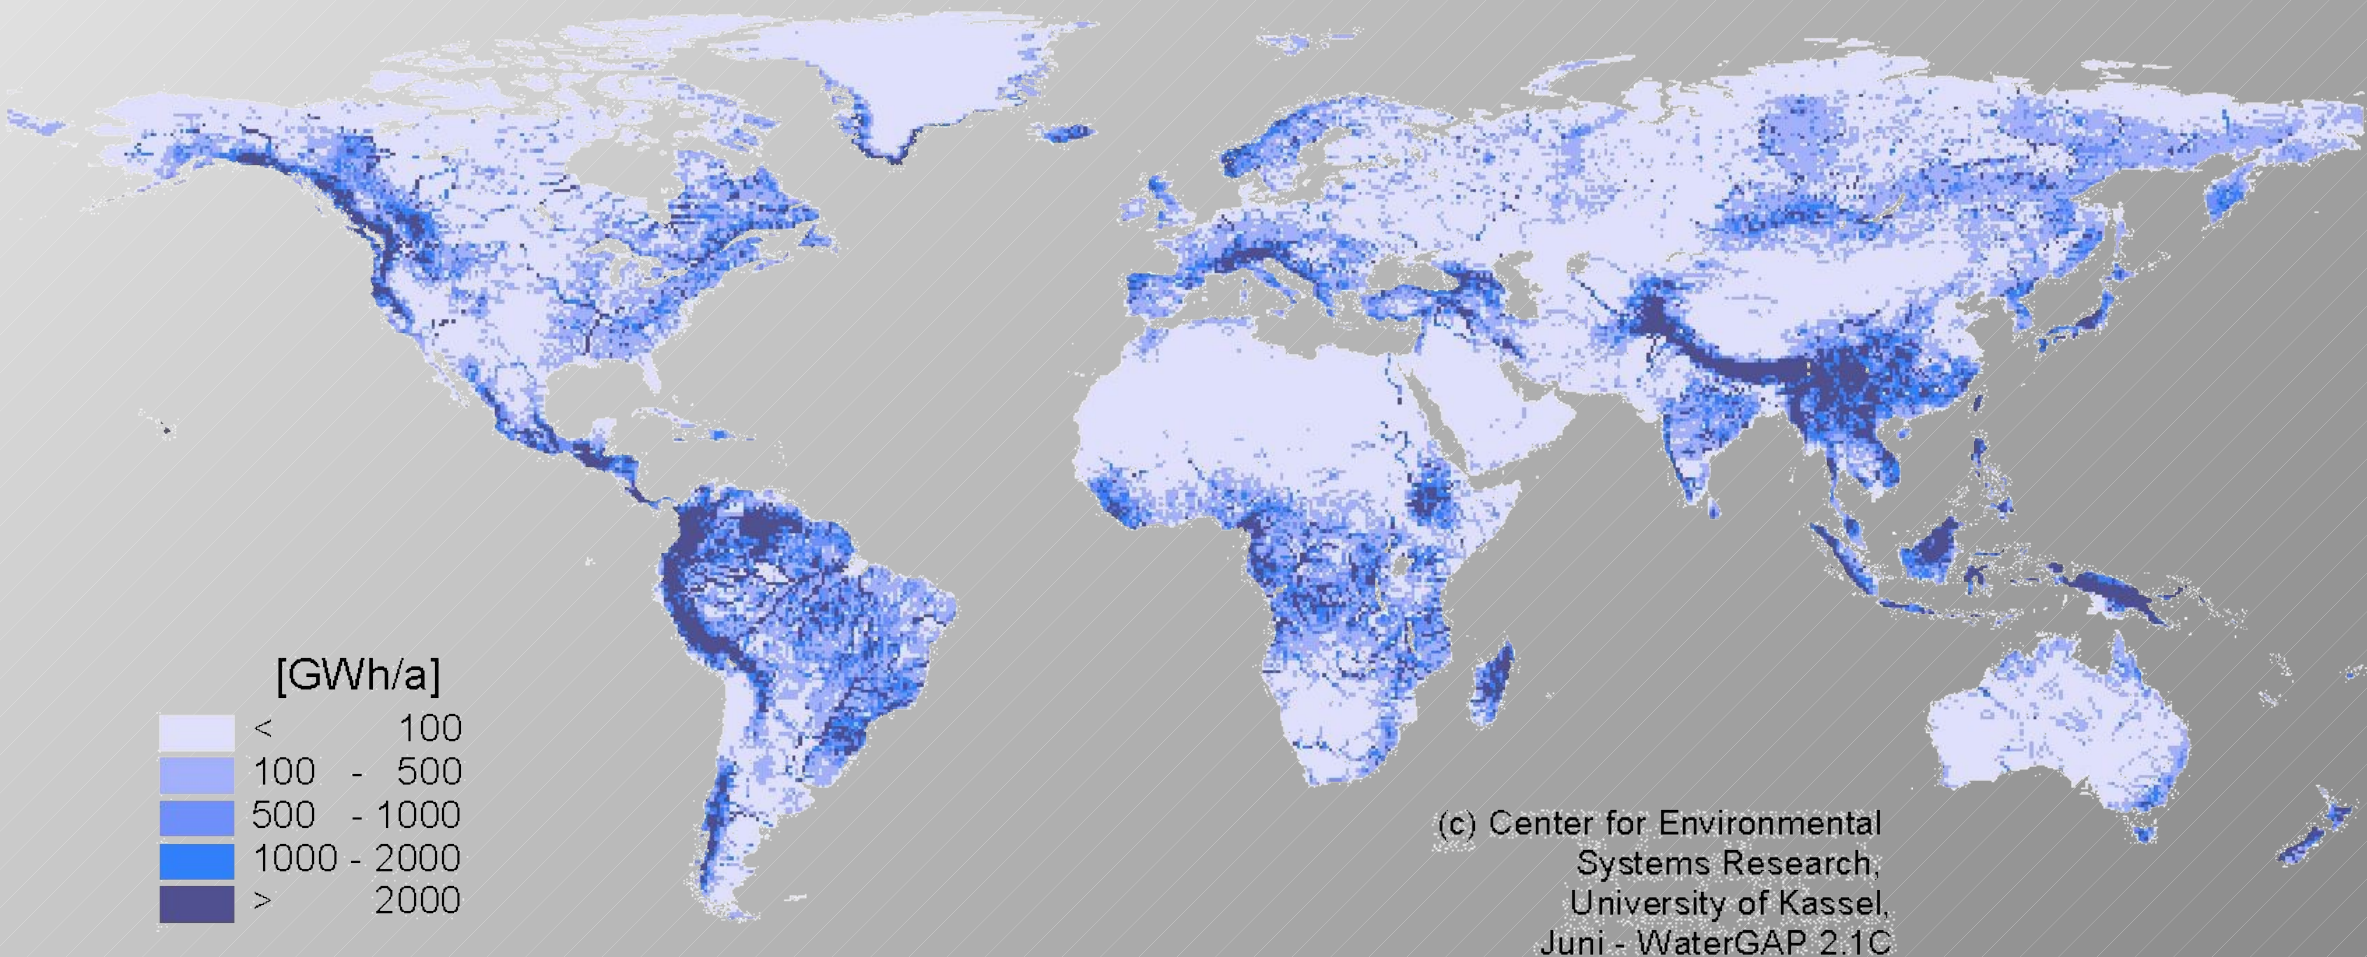 [GWh/a]
< 100
100 - 500
500 - 1000
1000 - 2000
> 2000
(c) Center for Environmental
Systems Research,
University of Kassel,
Juni - WaterGAP 2.1C